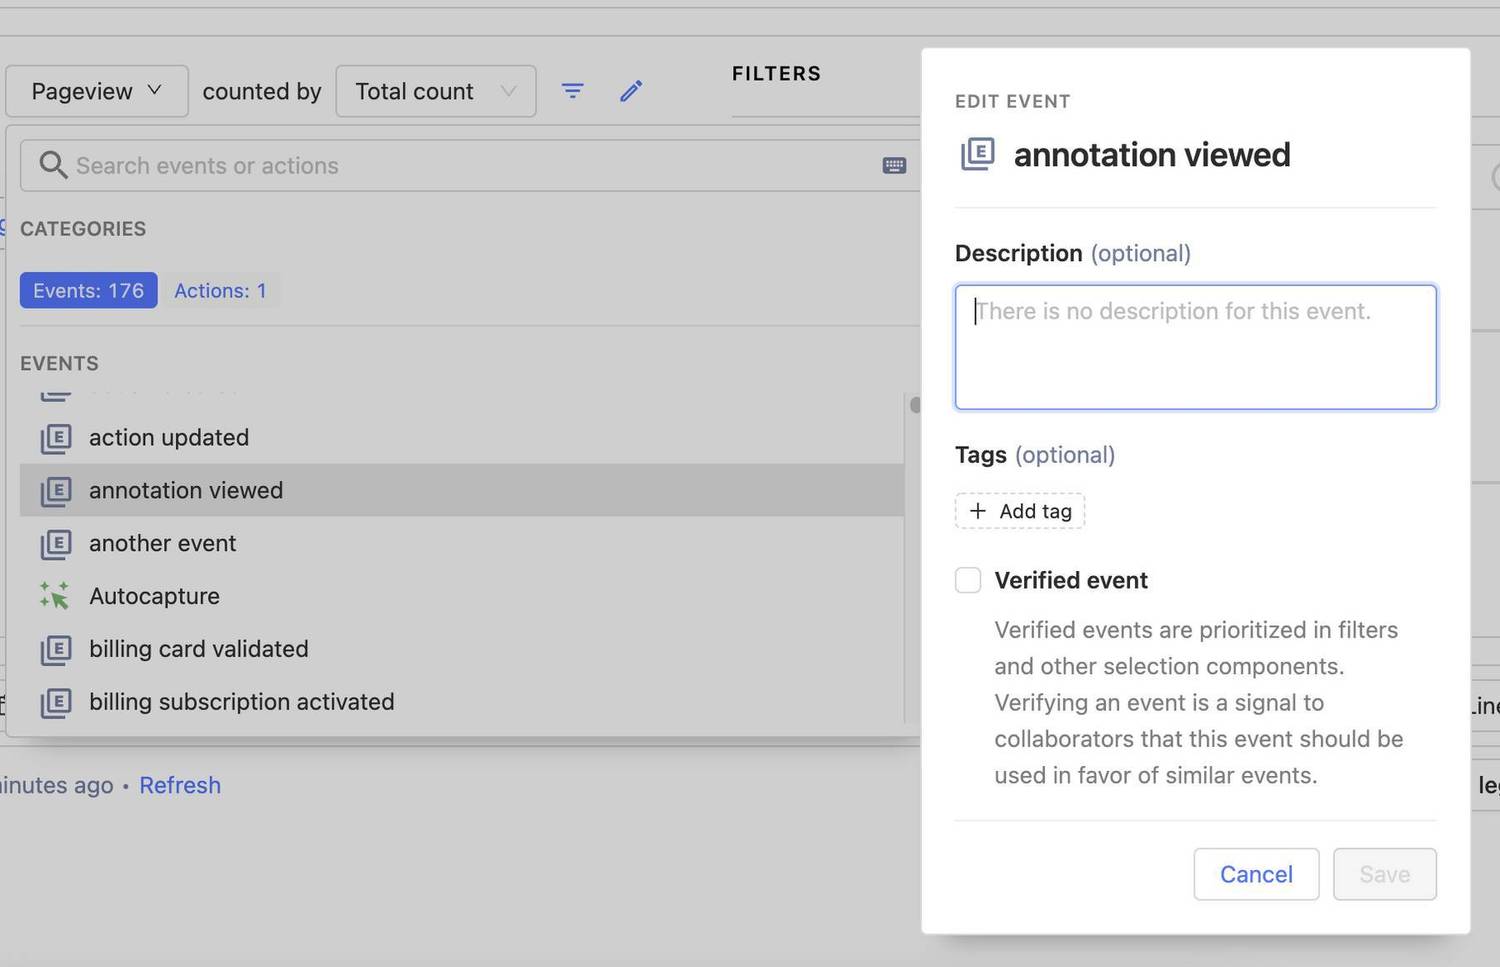 Pageview counted by Total count
FILTERS
Search events or actions
CATEGORIES
Events: 176 Actions: 1
EVENTS
E action updated
E annotation viewed
E another event
Autocapture
E billing card validated
E billing subscription activated
ago • Refresh
EDIT EVENT
E annotation viewed
Description (optional)
There is no description for this event.
Tags (optional)
+ Add tag
Verified event
Verified events are prioritized in filters
and other selection components.
Verifying an event is a signal to
collaborators that this event should be
used in favor of similar events.
Cancel Save